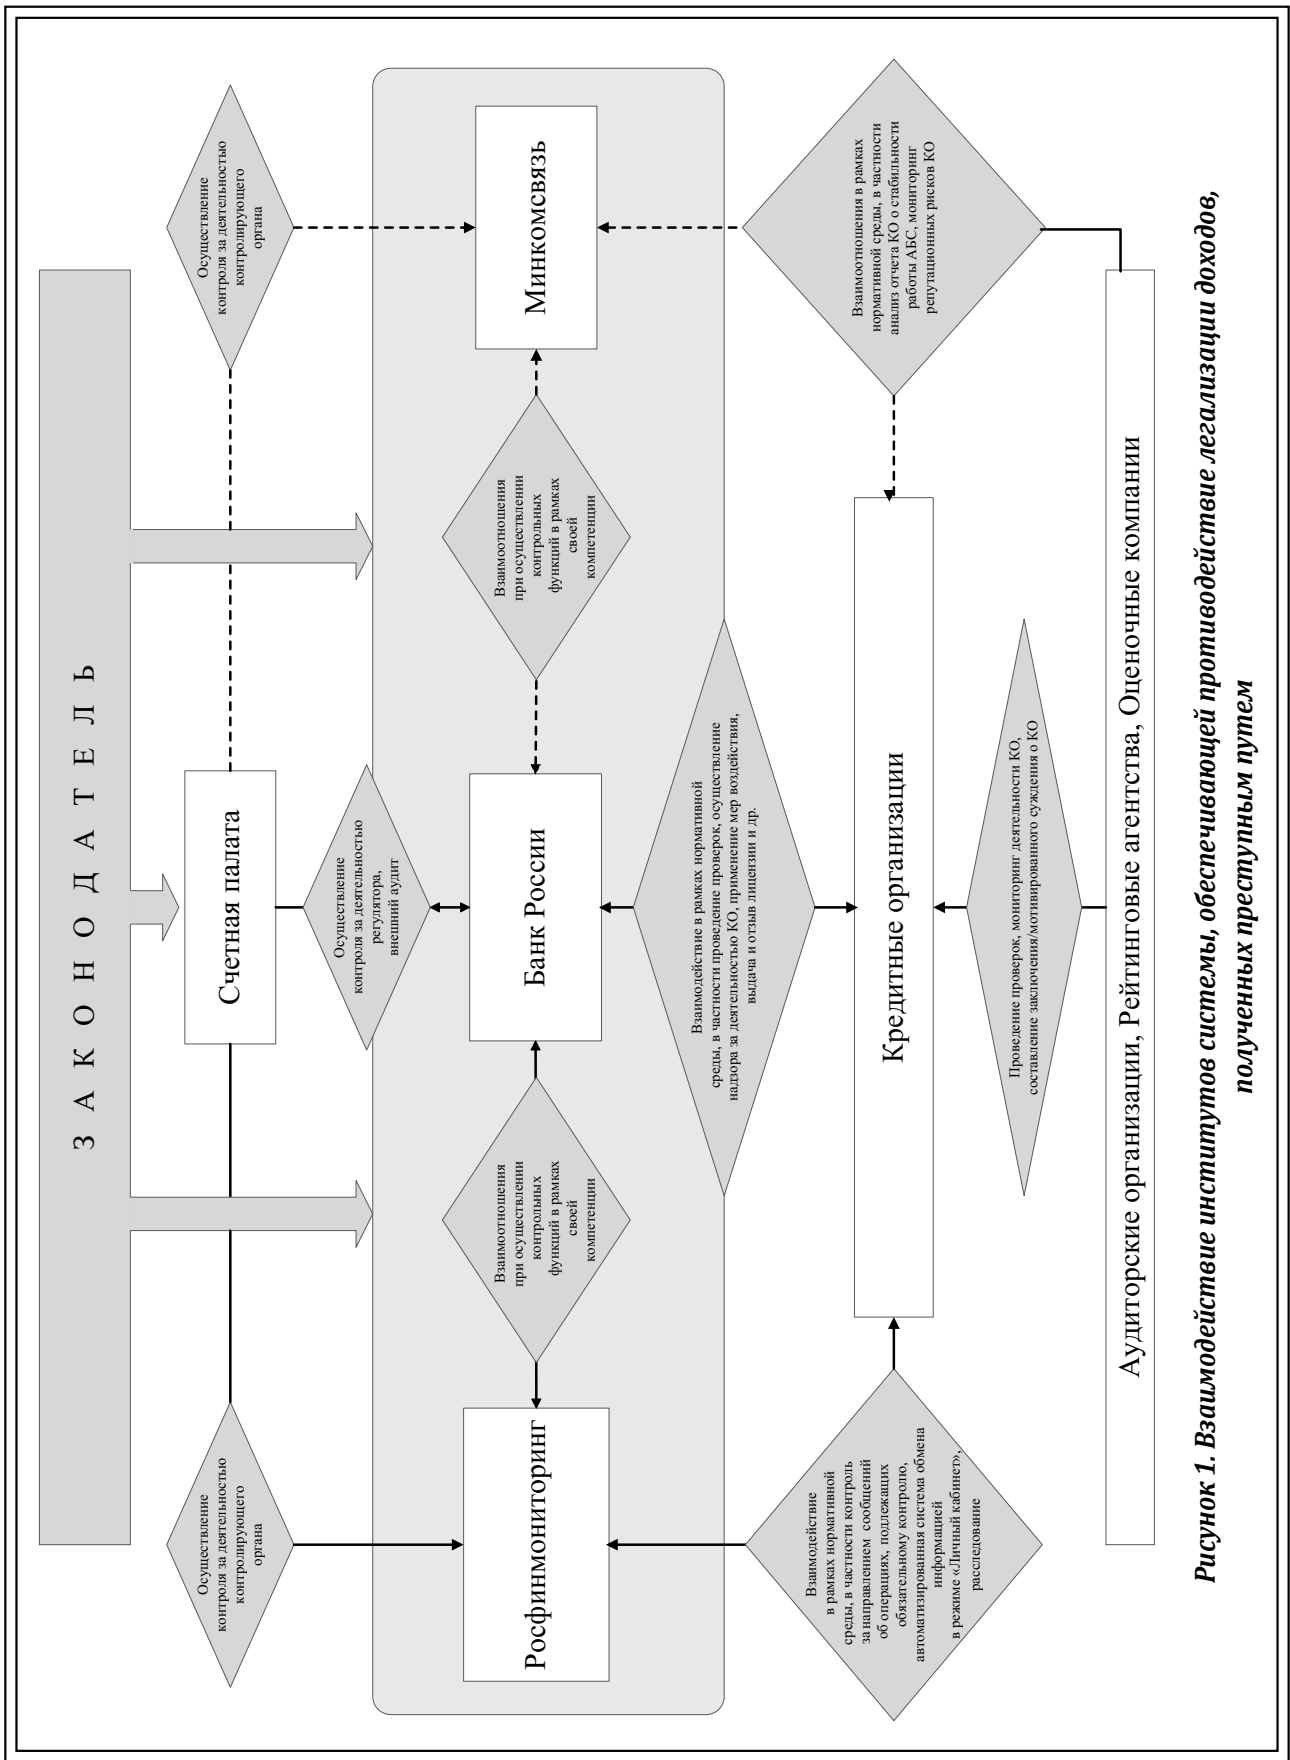 З А К О Н О Д А Т Е Л Ь
Осуществление
контроля за деятельностью
контролирующего
органа
Счетная палата
Осуществление
контроля за деятельностью
контролирующего
органа
Осуществление
контроля за деятельностью
регулятора,
внешний аудит
Росфинмониторинг
Взаимоотношения
при осуществлении
контрольных
функций в рамках
своей
компетенции
Банк России
Взаимоотношения
при осуществлении
контрольных
функций в рамках
своей
компетенции
Минкомсвязь
Взаимодействие в рамках нормативной
среды, в частности проведение проверок, осуществление
надзора за деятельностью КО, применение мер воздействия,
выдача и отзыв лицензии и др.
Взаимодействие
в рамках нормативной
среды, в частности контроль
за направлением сообщений
об операциях, подлежащих
обязательному контролю,
автоматизированная система обмена
информацией
в режиме «Личный кабинет»,
расследование
Кредитные организации
Взаимоотношения в рамках
нормативной среды, в частности
анализ отчета КО о стабильности
работы АБС, мониторинг
репутационных рисков КО
Проведение проверок, мониторинг деятельности КО,
составление заключения/мотивированного суждения о КО
Аудиторские организации, Рейтинговые агентства, Оценочные компании
Рисунок 1. Взаимодействие институтов системы, обеспечивающей противодействие легализации доходов,
полученных преступным путем